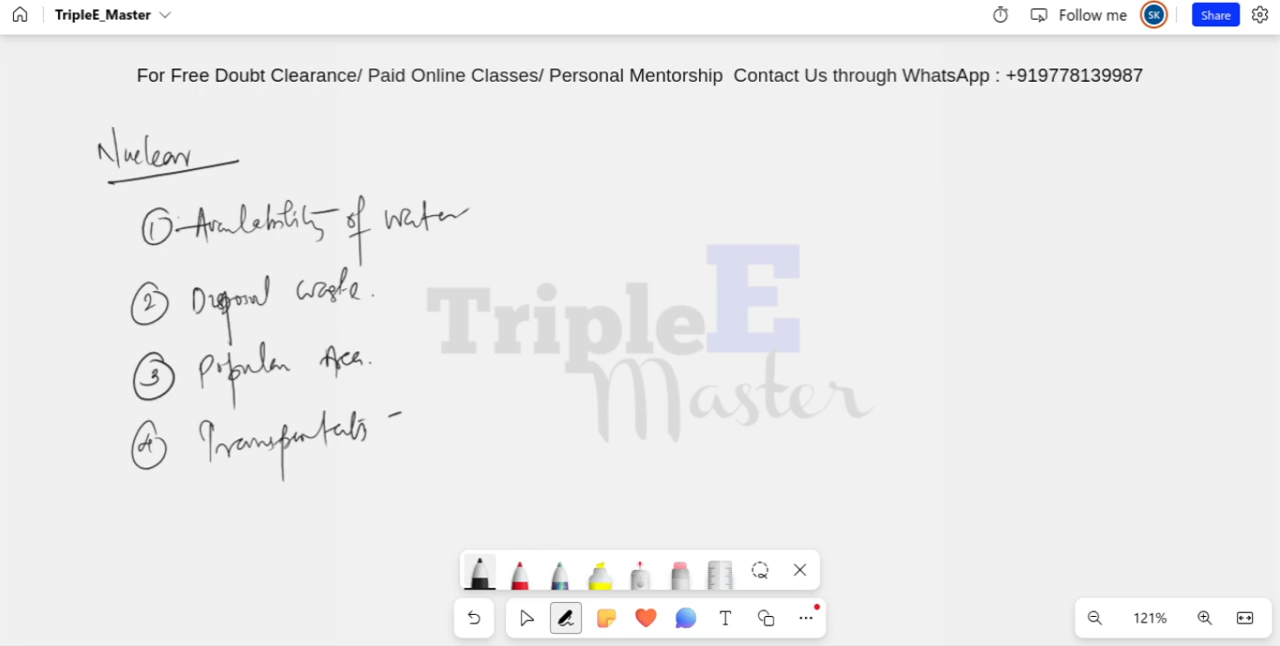 TripleE_Master
Follow me
SK
Share
For Free Doubt Clearance/ Paid Online Classes/ Personal Mentorship Contact Us through WhatsApp : +919778139987
Nuclear
① Availability of water
② Disposal waste.
③ Popular Area.
④ Transportati
TripleE
Master
T
121%